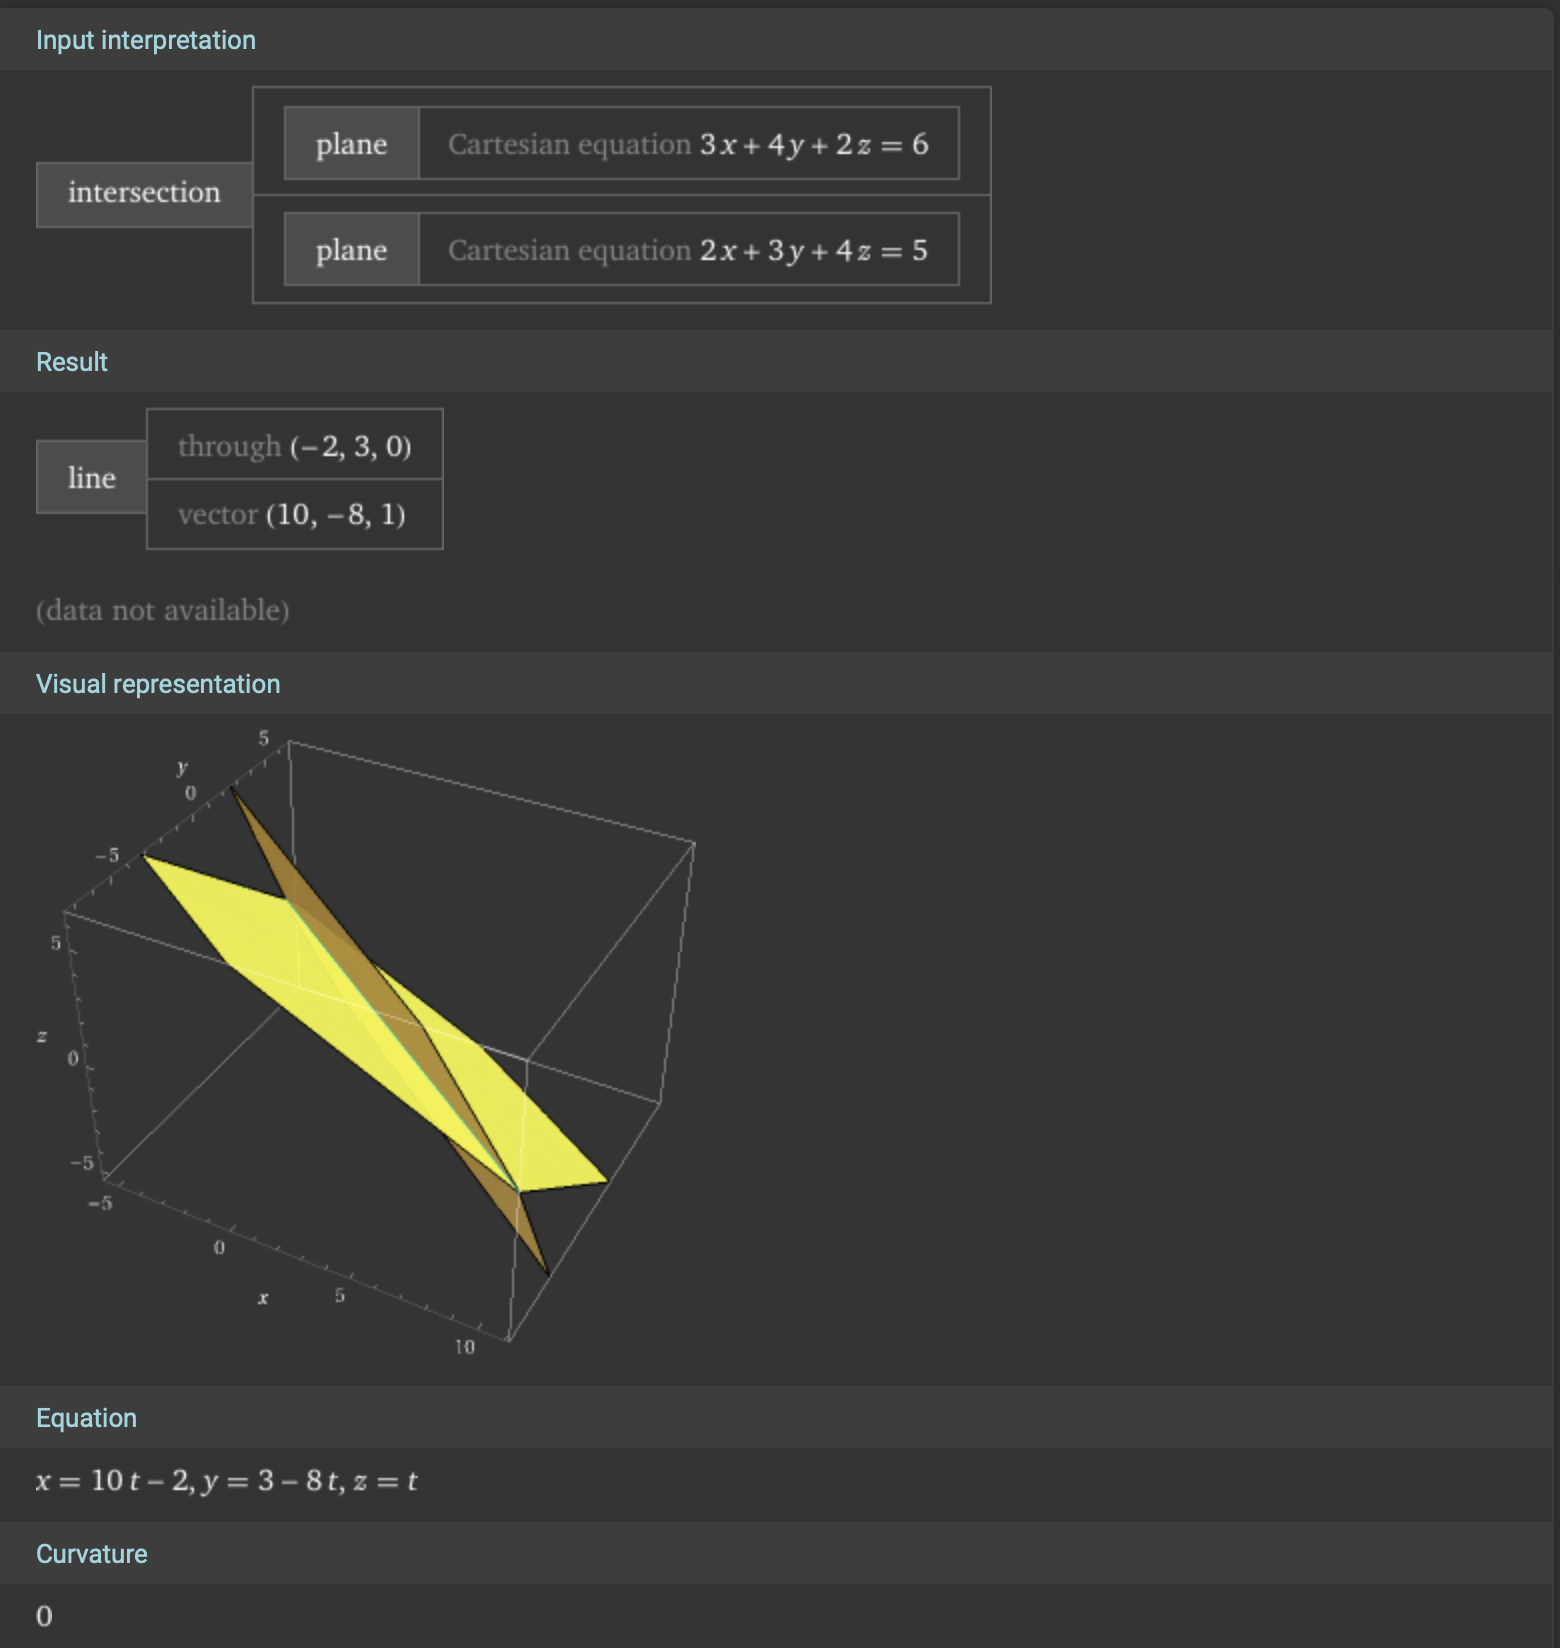 Input interpretation
intersection
plane Cartesian equation 3x + 4y + 2z = 6
plane Cartesian equation 2x + 3y + 4z = 5
Result
line
through (−2, 3, 0)
vector (10, −8, 1)
(data not available)
Visual representation
5
y
0
−5
5
z
0
−5
−5
0
x
5
10
Equation
x = 10 t − 2, y = 3 − 8 t, z = t
Curvature
0